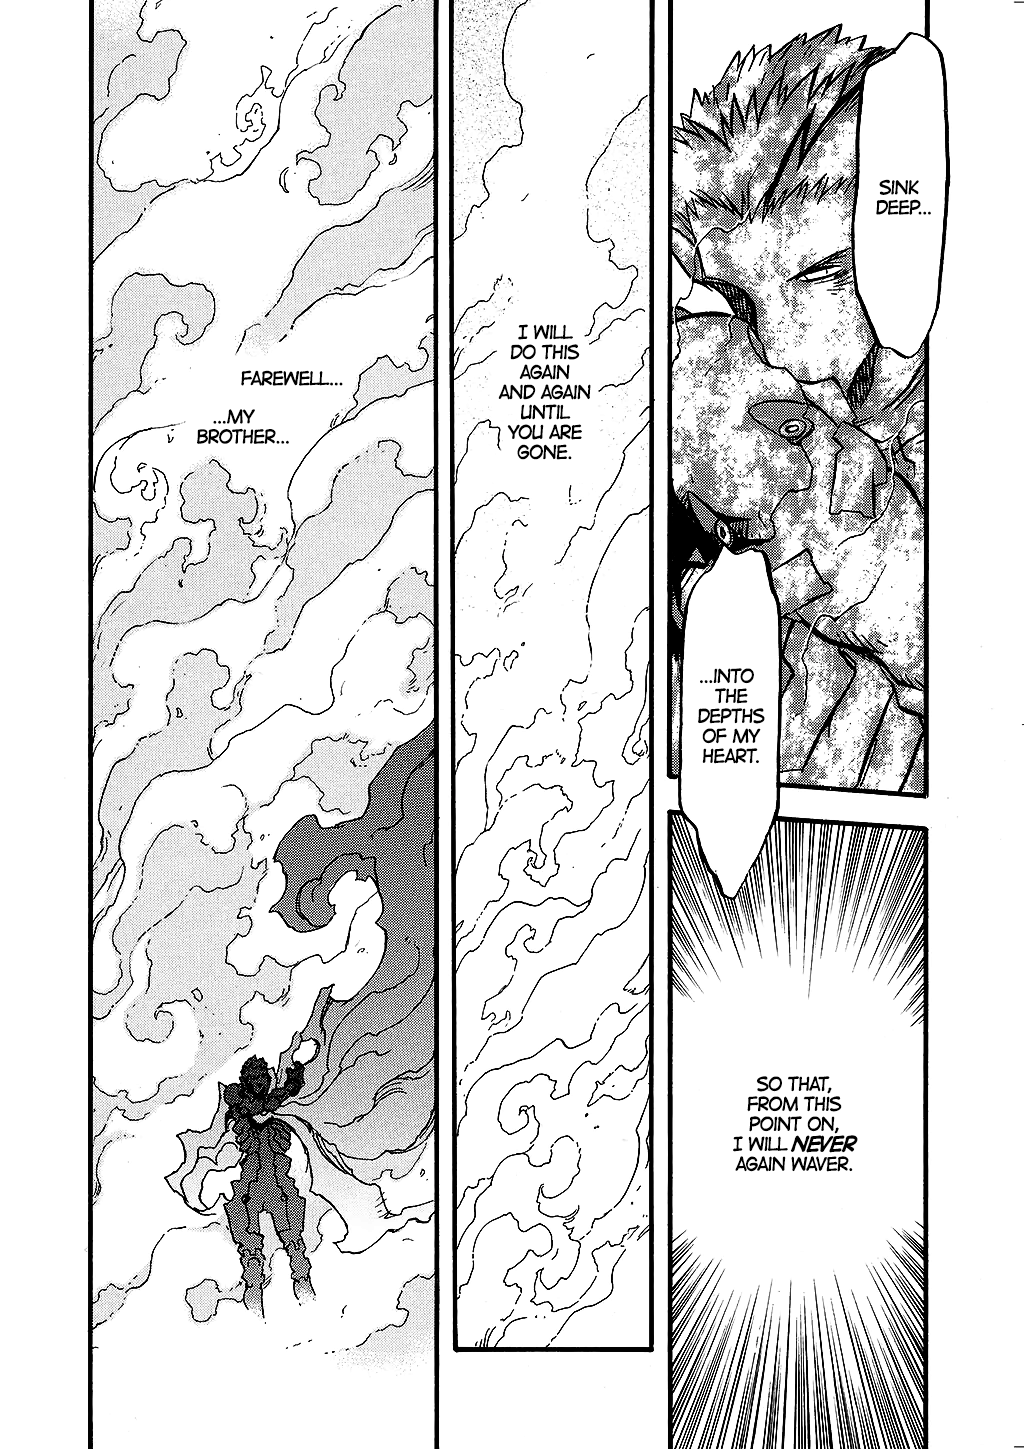 SINK
DEEP...
...INTO
THE
DEPTHS
OF MY
HEART.
SO THAT,
FROM THIS
POINT ON,
I WILL NEVER
AGAIN WAVER.
I WILL
DO THIS
AGAIN
AND AGAIN
UNTIL
YOU ARE
GONE.
FAREWELL...
...MY
BROTHER...